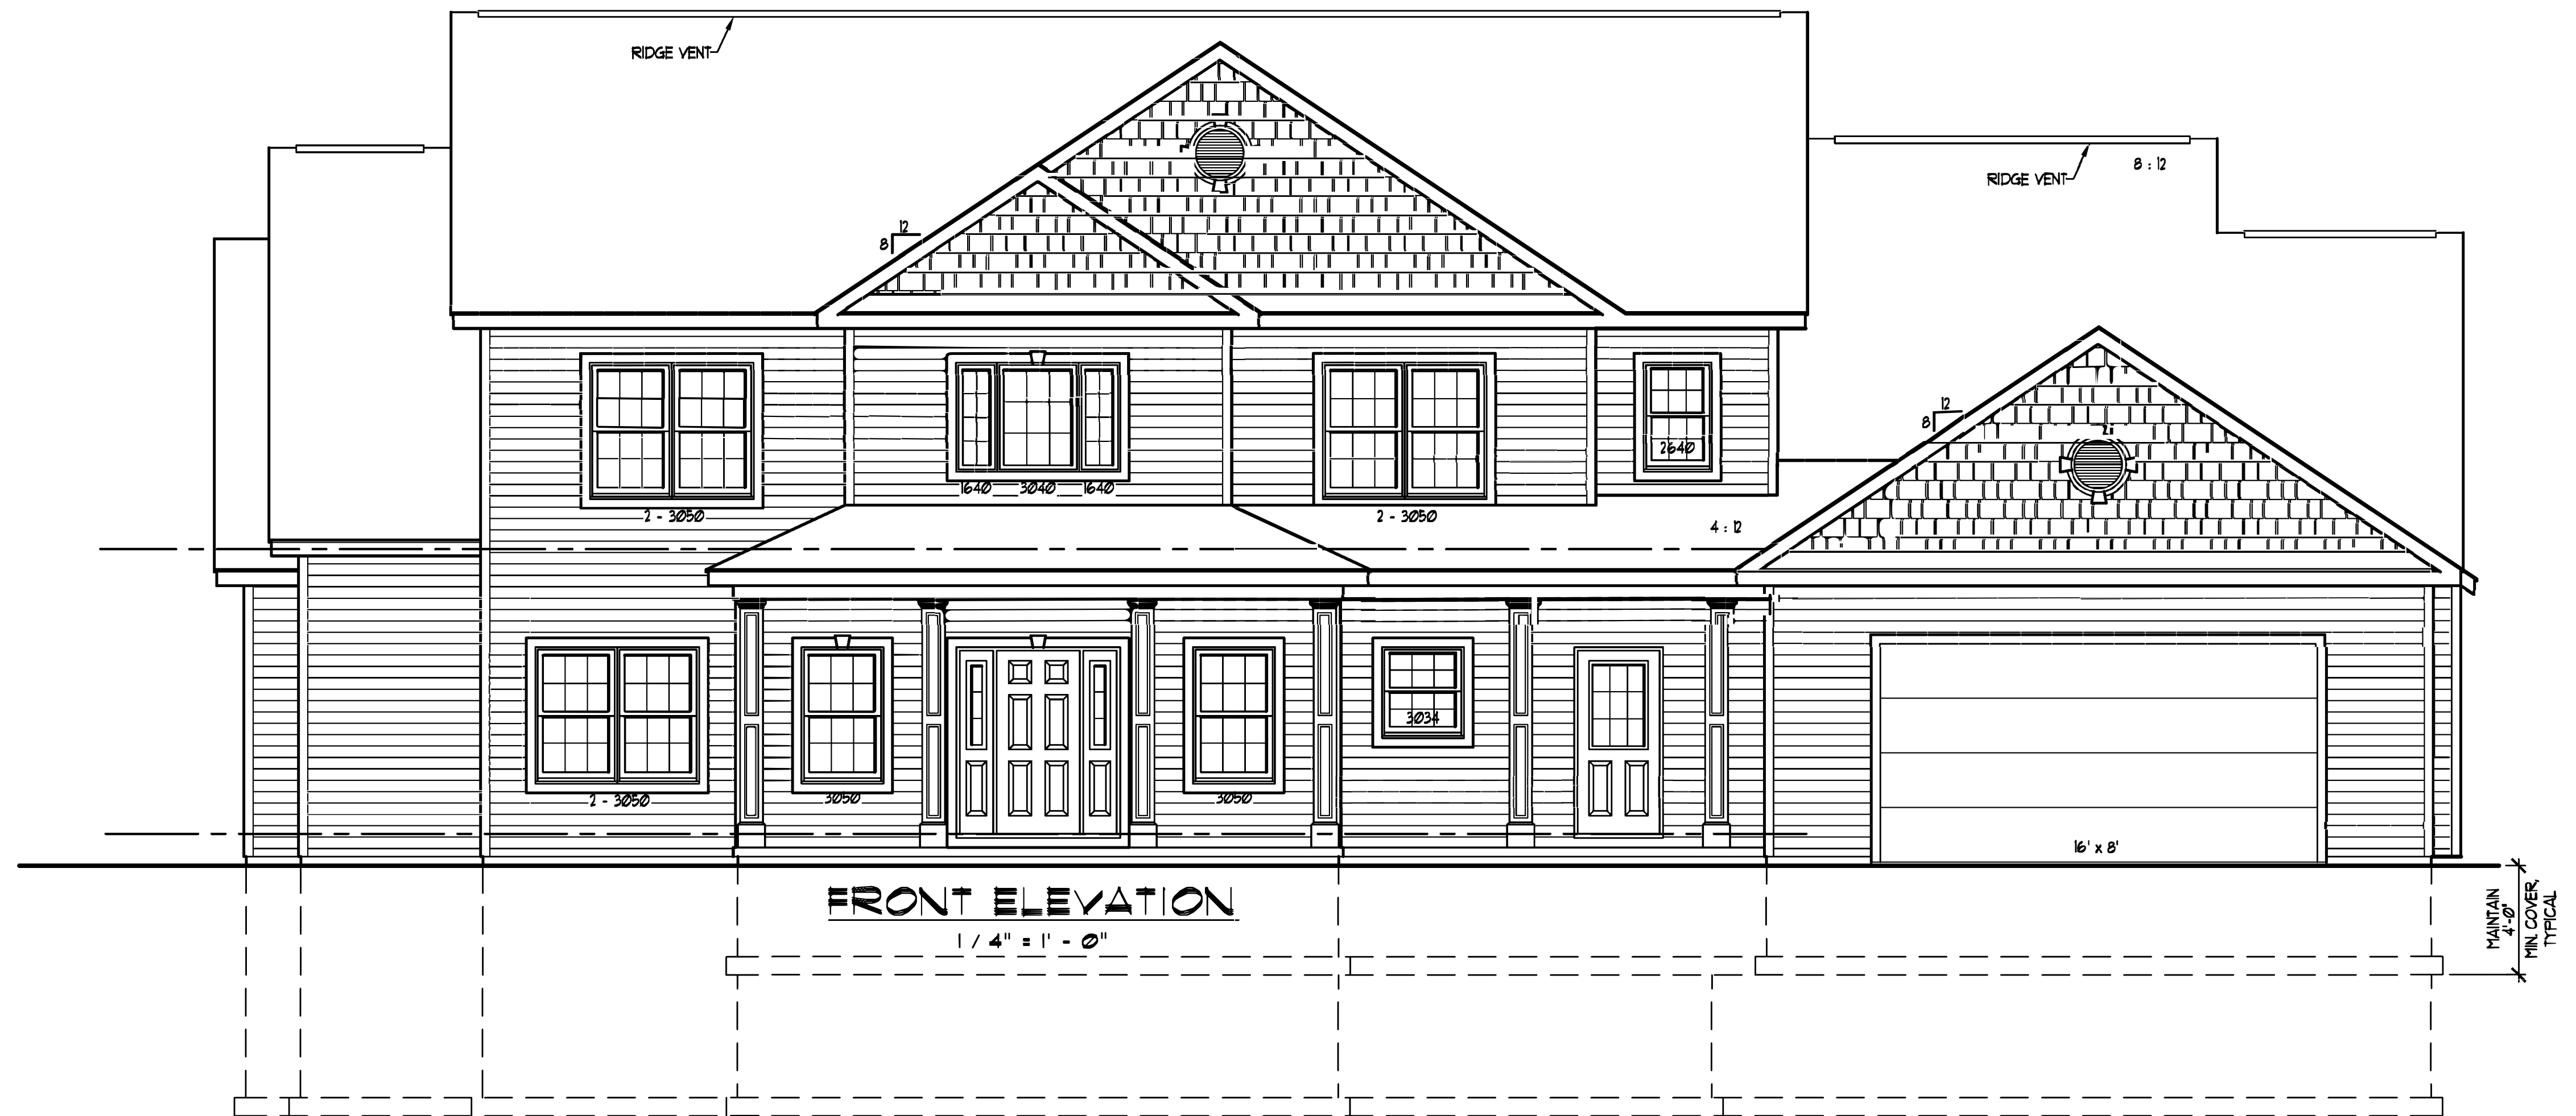 RIDGE VENT
RIDGE VENT
8 : 12
12
8
12
8
2640
1640 3040 1640
2 - 3050
2 - 3050
4 : 12
3034
2 - 3050
3050
3050
16' x 8'
FRONT ELEVATION
1 / 4" = 1' - 0"
MAINTAIN
4'-0"
MIN. COVER,
TYPICAL